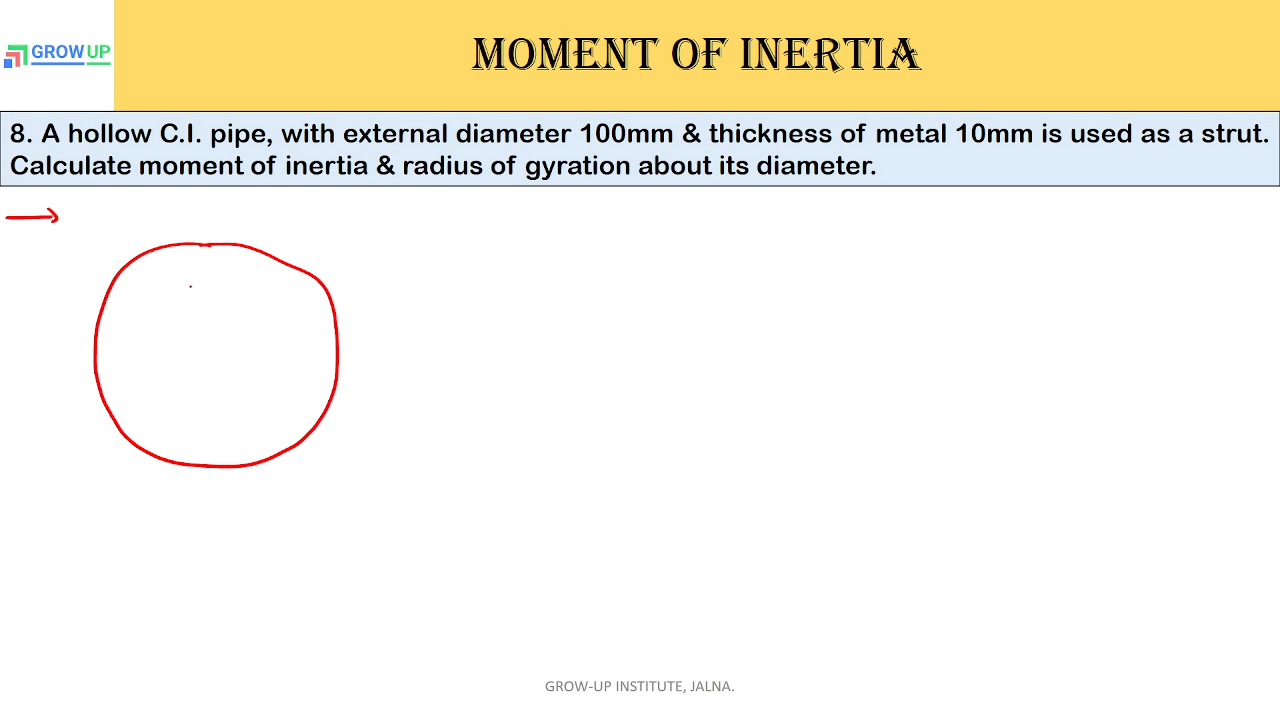 GROW UP
MOMENT OF INERTIA
8. A hollow C.I. pipe, with external diameter 100mm & thickness of metal 10mm is used as a strut.
Calculate moment of inertia & radius of gyration about its diameter.
GROW-UP INSTITUTE, JALNA.